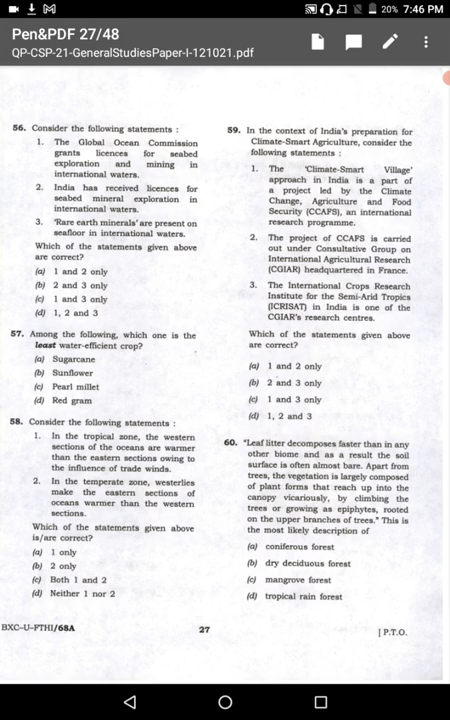 20% 7:46 PM
Pen&PDF 27/48
QP-CSP-21-GeneralStudiesPaper-I-121021.pdf
56. Consider the following statements :
1. The Global Ocean Commission
grants licences for seabed
exploration and mining in
international waters.
2. India has received licences for
seabed mineral exploration in
international waters.
3. 'Rare earth minerals' are present on
seafloor in international waters.
Which of the statements given above
are correct?
(a) 1 and 2 only
(b) 2 and 3 only
(c) 1 and 3 only
(d) 1, 2 and 3
57. Among the following, which one is the
least water-efficient crop?
(a) Sugarcane
(b) Sunflower
(c) Pearl millet
(d) Red gram
58. Consider the following statements :
1. In the tropical zone, the western
sections of the oceans are warmer
than the eastern sections owing to
the influence of trade winds.
2. In the temperate zone, westerlies
make the eastern sections of
oceans warmer than the western
sections.
Which of the statements given above
is/are correct?
(a) 1 only
(b) 2 only
(c) Both 1 and 2
(d) Neither 1 nor 2
59. In the context of India's preparation for
Climate-Smart Agriculture, consider the
following statements :
1. The 'Climate-Smart Village'
approach in India is a part of
a project led by the Climate
Change, Agriculture and Food
Security (CCAFS), an international
research programme.
2. The project of CCAFS is carried
out under Consultative Group on
International Agricultural Research
(CGIAR) headquartered in France.
3. The International Crops Research
Institute for the Semi-Arid Tropics
(ICRISAT) in India is one of the
CGIAR's research centres.
Which of the statements given above
are correct?
(a) 1 and 2 only
(b) 2 and 3 only
(c) 1 and 3 only
(d) 1, 2 and 3
60. "Leaf litter decomposes faster than in any
other biome and as a result the soil
surface is often almost bare. Apart from
trees, the vegetation is largely composed
of plant forms that reach up into the
canopy vicariously, by climbing the
trees or growing as epiphytes, rooted
on the upper branches of trees." This is
the most likely description of
(a) coniferous forest
(b) dry deciduous forest
(c) mangrove forest
(d) tropical rain forest
BXC-U-FTHI/68A
27
[ P.T.O.